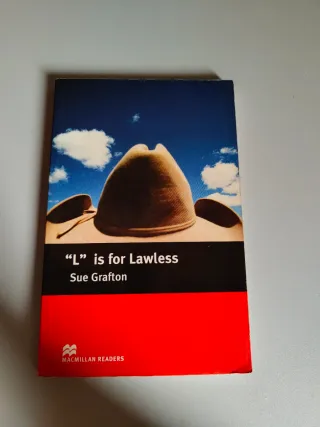 “L” is for Lawless
Sue Grafton
MACMILLAN READERS